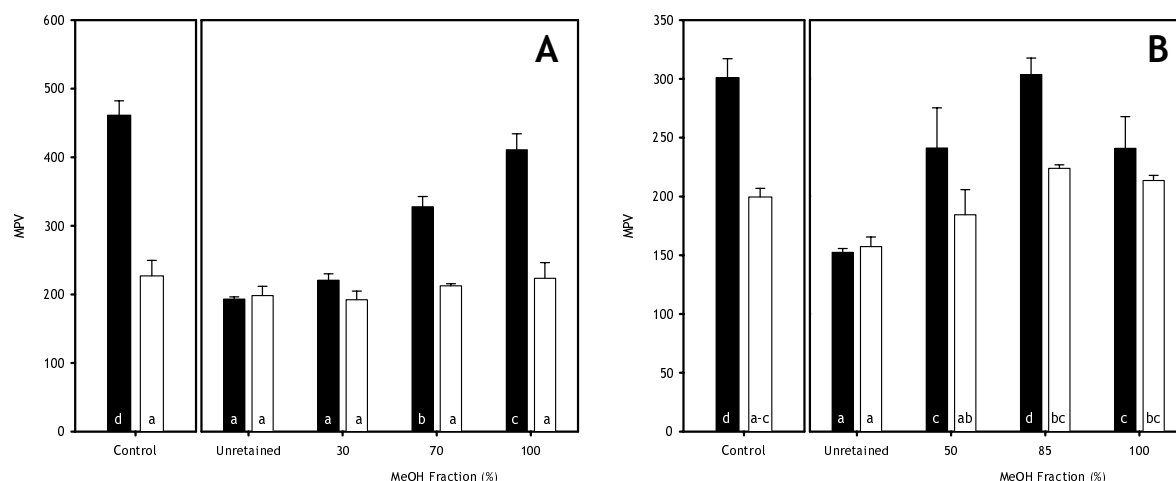 A
600
500
400
300
200
100
0
MPV
d a a a a a b a c a
Control Unretained 30 70 100
MeOH Fraction (%)
B
350
300
250
200
150
100
50
0
MPV
d a-c a a c ab d bc c bc
Control Unretained 50 85 100
MeOH Fraction (%)